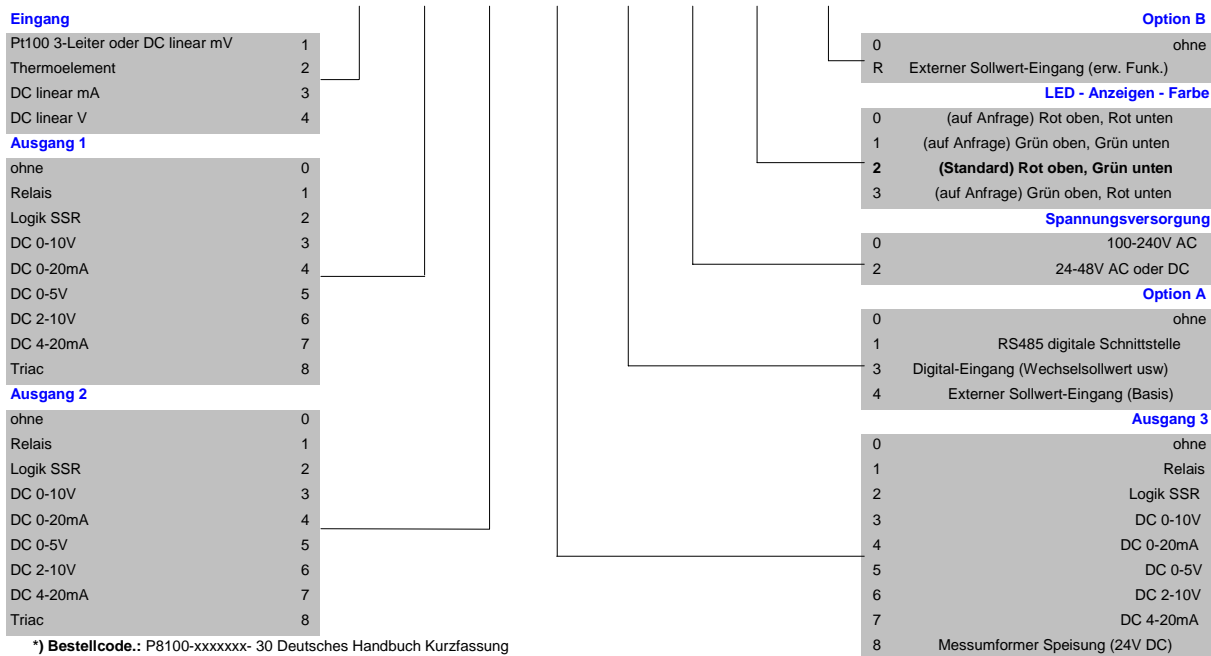 Eingang
Pt100 3-Leiter oder DC linear mV 1
Thermoelement 2
DC linear mA 3
DC linear V 4
Ausgang 1
ohne 0
Relais 1
Logik SSR 2
DC 0-10V 3
DC 0-20mA 4
DC 0-5V 5
DC 2-10V 6
DC 4-20mA 7
Triac 8
Ausgang 2
ohne 0
Relais 1
Logik SSR 2
DC 0-10V 3
DC 0-20mA 4
DC 0-5V 5
DC 2-10V 6
DC 4-20mA 7
Triac 8
*) Bestellcode.: P8100-xxxxxxx- 30 Deutsches Handbuch Kurzfassung
Option B
0 ohne
R Externer Sollwert-Eingang (erw. Funk.)
LED - Anzeigen - Farbe
0 (auf Anfrage) Rot oben, Rot unten
1 (auf Anfrage) Grün oben, Grün unten
2 (Standard) Rot oben, Grün unten
3 (auf Anfrage) Grün oben, Rot unten
Spannungsversorgung
0 100-240V AC
2 24-48V AC oder DC
Option A
0 ohne
1 RS485 digitale Schnittstelle
3 Digital-Eingang (Wechselsollwert usw)
4 Externer Sollwert-Eingang (Basis)
Ausgang 3
0 ohne
1 Relais
2 Logik SSR
3 DC 0-10V
4 DC 0-20mA
5 DC 0-5V
6 DC 2-10V
7 DC 4-20mA
8 Messumformer Speisung (24V DC)